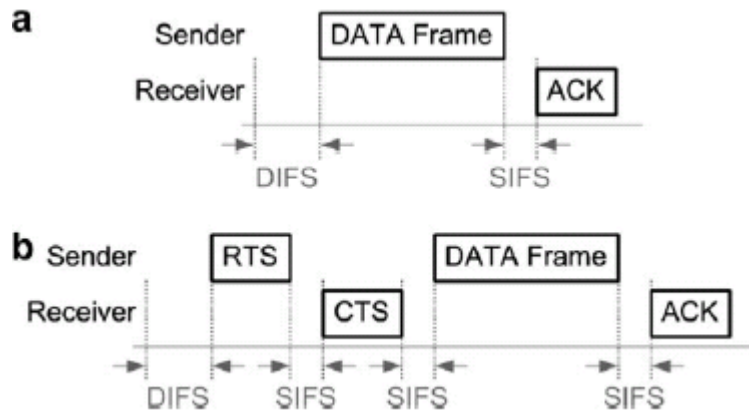 a
Sender DATA Frame
Receiver ACK
DIFS SIFS
b
Sender RTS DATA Frame
Receiver CTS ACK
DIFS SIFS SIFS SIFS